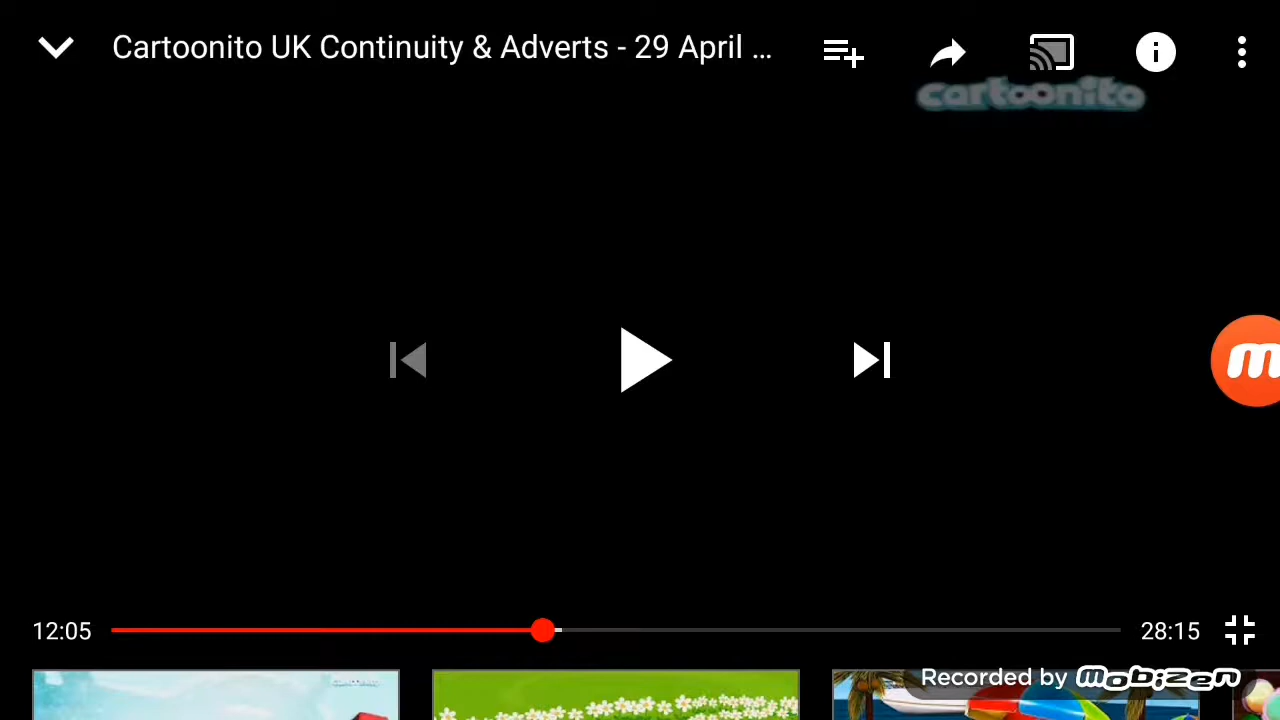 Cartoonito UK Continuity & Adverts - 29 April ...
cartoonito
12:05
28:15
Recorded by mobizen